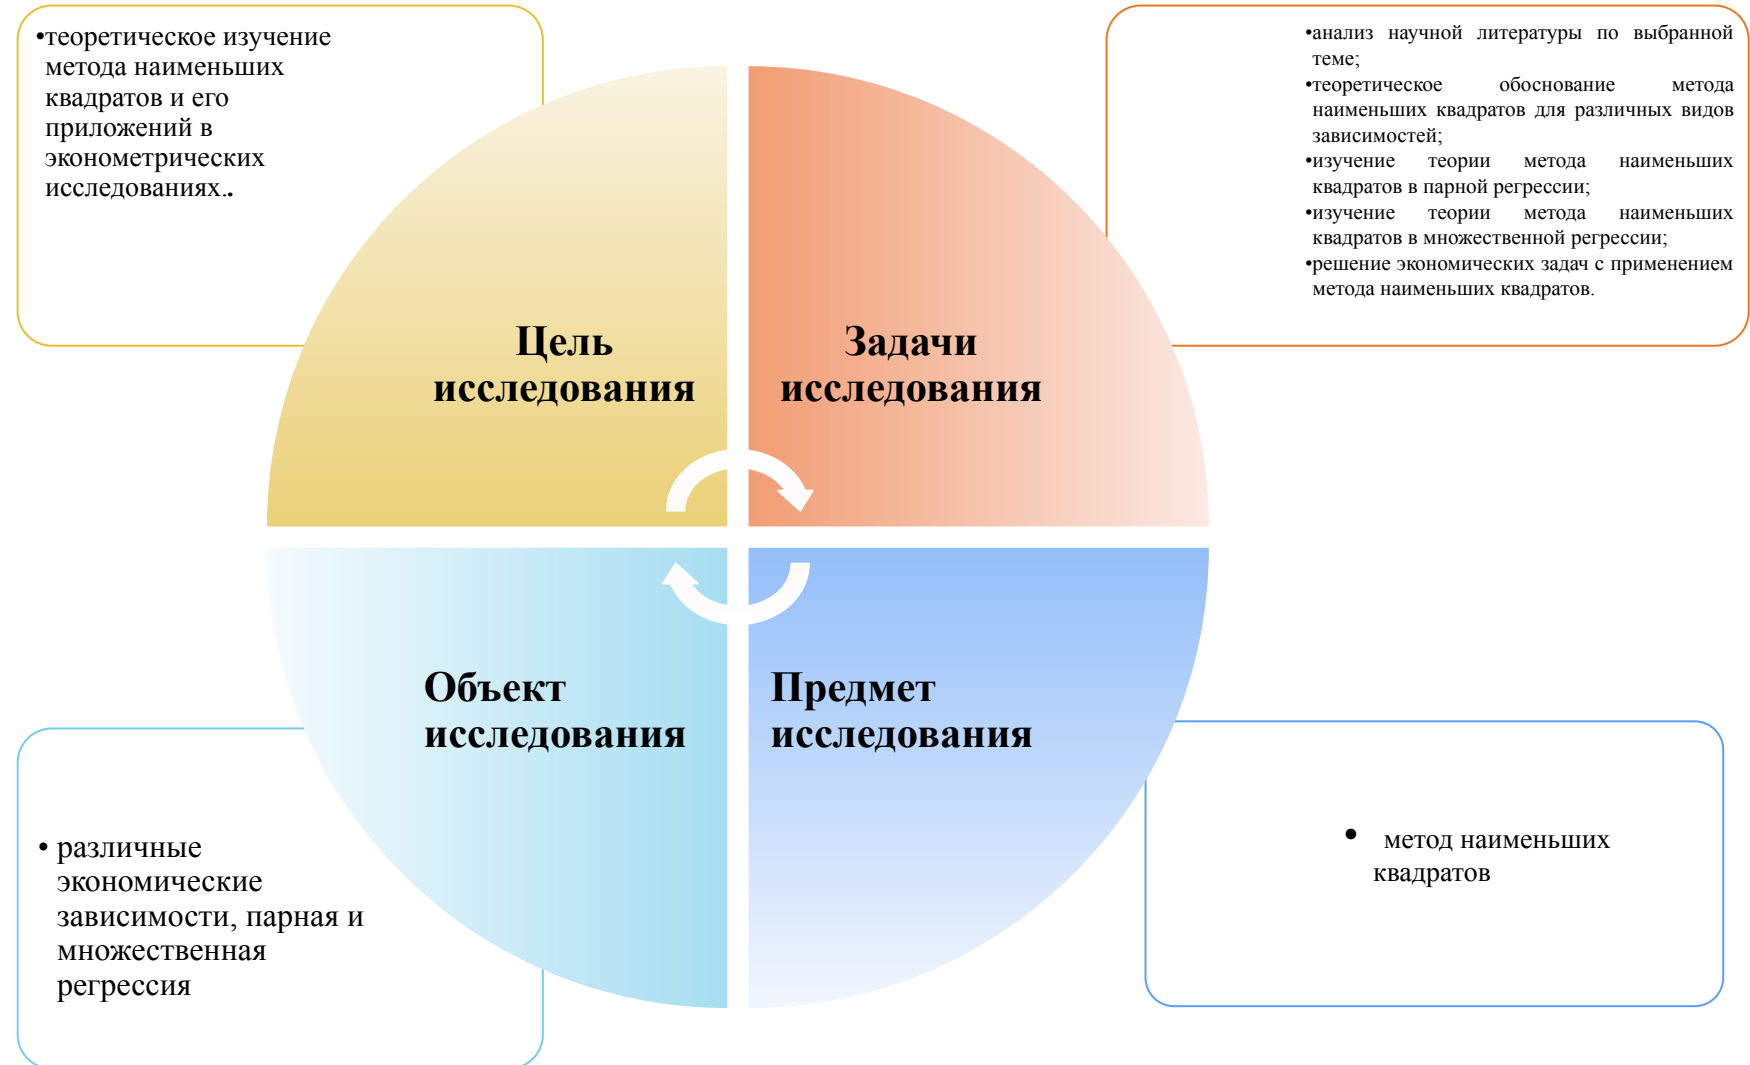 •теоретическое изучение
метода наименьших
квадратов и его
приложений в
эконометрических
исследованиях..
Цель
исследования
•анализ научной литературы по выбранной
теме;
•теоретическое обоснование метода
наименьших квадратов для различных видов
зависимостей;
•изучение теории метода наименьших
квадратов в парной регрессии;
•изучение теории метода наименьших
квадратов в множественной регрессии;
•решение экономических задач с применением
метода наименьших квадратов.
Задачи
исследования
Объект
исследования
• различные
экономические
зависимости, парная и
множественная
регрессия
Предмет
исследования
• метод наименьших
квадратов